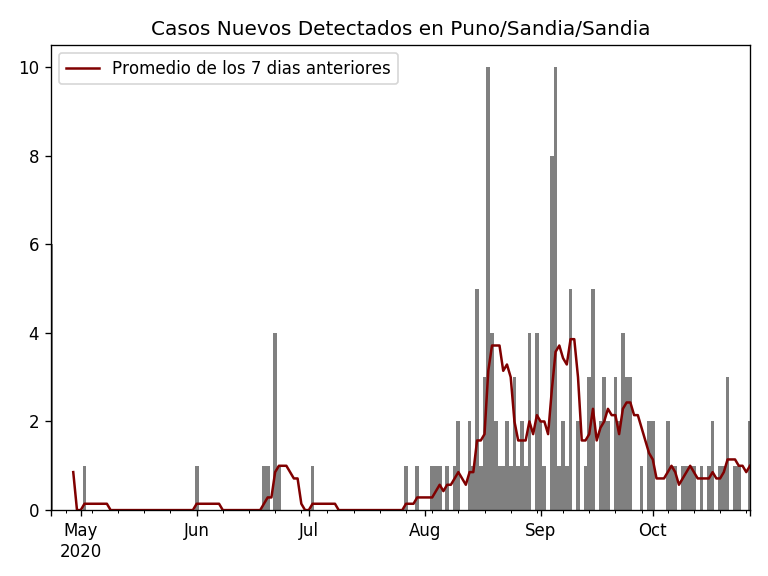 Casos Nuevos Detectados en Puno/Sandia/Sandia
Promedio de los 7 dias anteriores
10
8
6
4
2
0
May Jun Jul Aug Sep Oct
2020